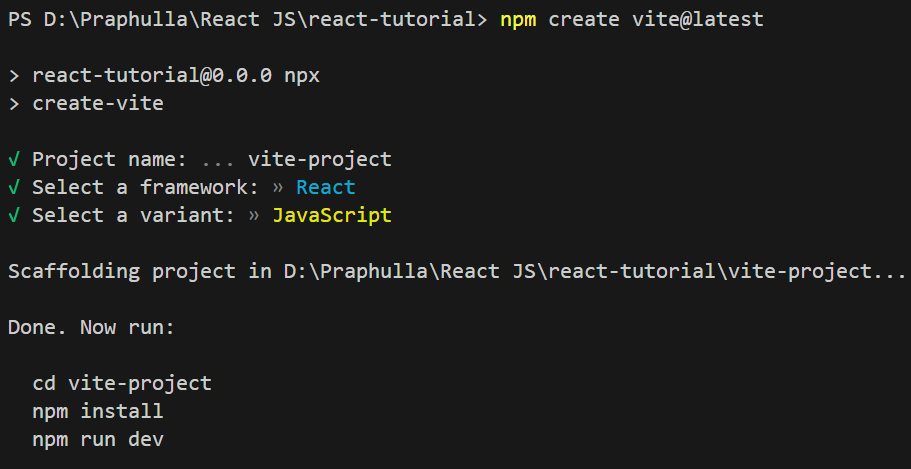 PS D:\Praphulla\React JS\react-tutorial> npm create vite@latest
> react-tutorial@0.0.0 npx
> create-vite
√ Project name: ... vite-project
√ Select a framework: » React
√ Select a variant: » JavaScript
Scaffolding project in D:\Praphulla\React JS\react-tutorial\vite-project...
Done. Now run:
cd vite-project
npm install
npm run dev